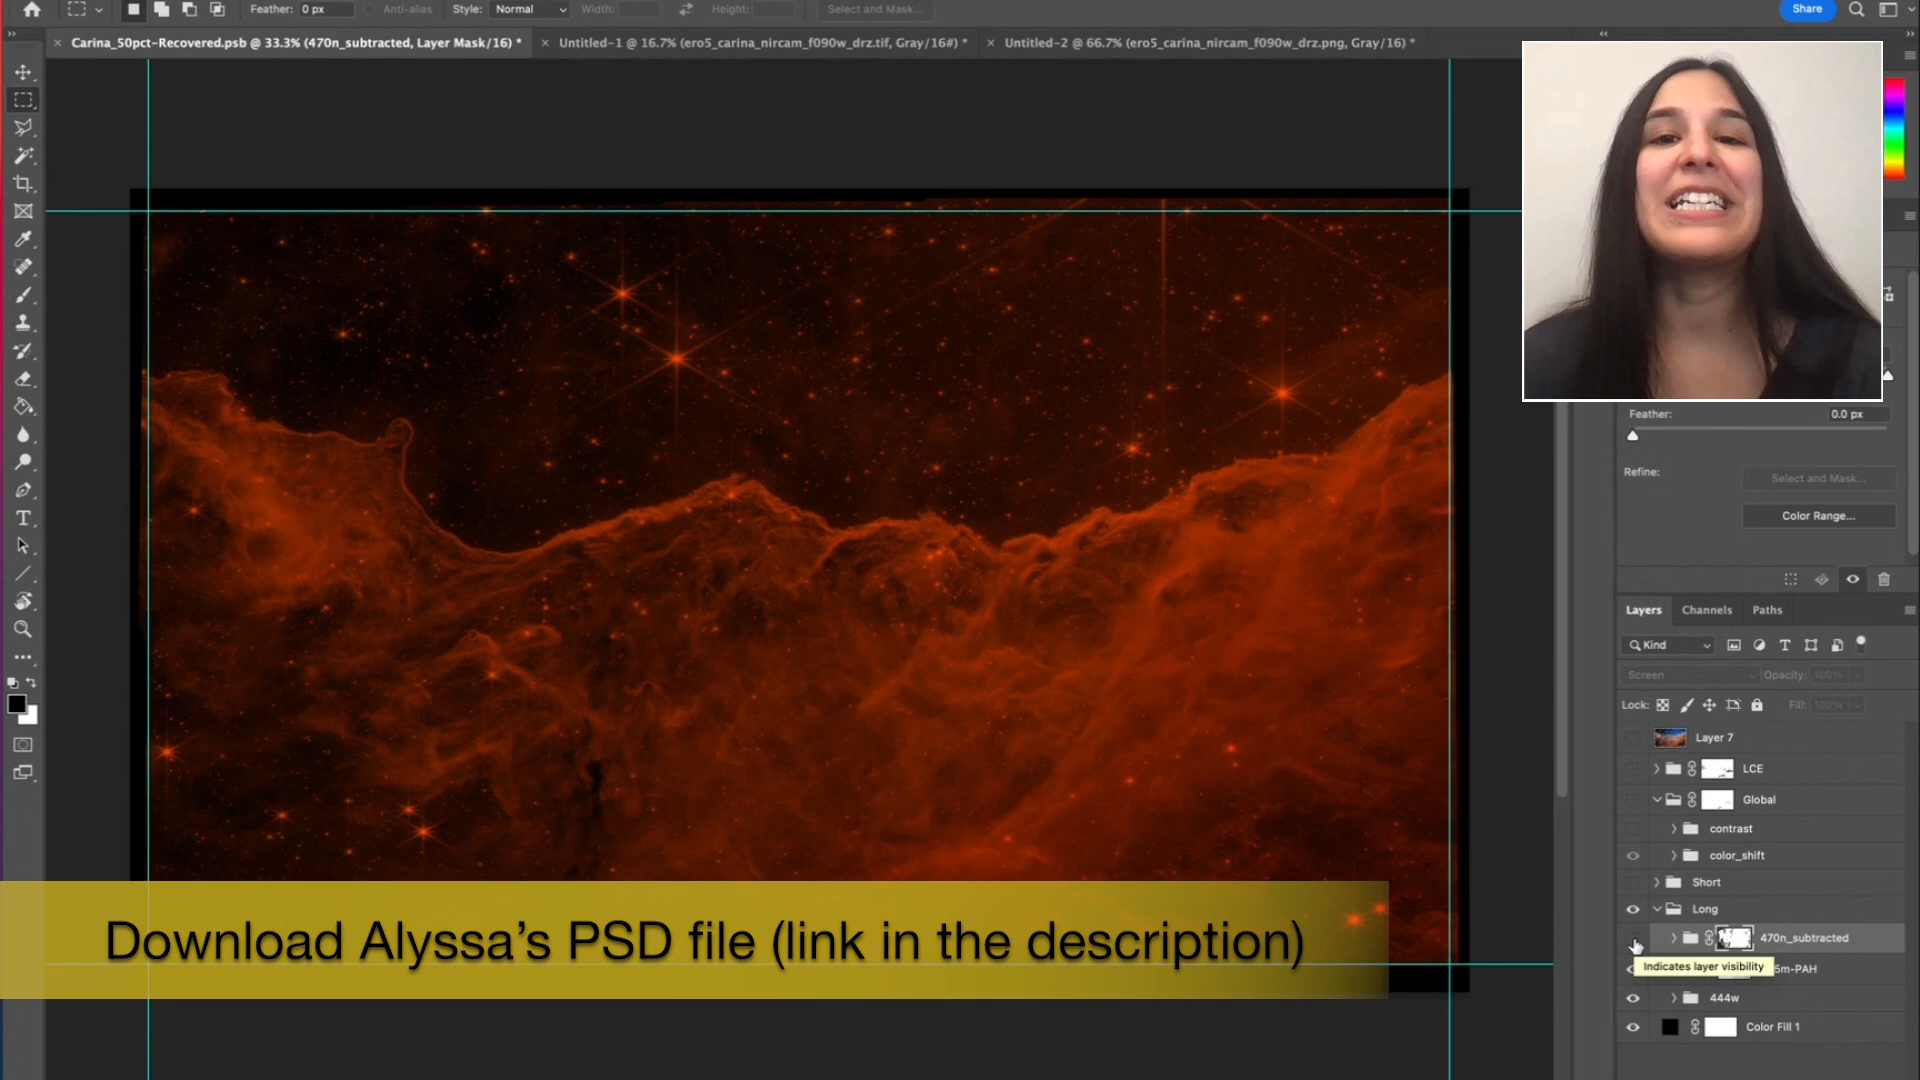 Feather: 0 px Anti-alias Style: Normal Width: Height: Select and Mask... Share
× Carina_50pct-Recovered.psb @ 33.3% (470n_subtracted, Layer Mask/16) * × Untitled-1 @ 16.7% (ero5_carina_nircam_f090w_drz.tif, Gray/16#) * × Untitled-2 @ 66.7% (ero5_carina_nircam_f090w_drz.png, Gray/16) *
Feather: 0.0 px
Refine: Select and Mask...
Color Range...
Layers Channels Paths
Kind
Screen Opacity: 100%
Lock: Fill: 100%
Layer 7
LCE
Global
contrast
color_shift
Short
Long
470n_subtracted
Indicates layer visibility 5m-PAH
444w
Color Fill 1
Download Alyssa’s PSD file (link in the description)